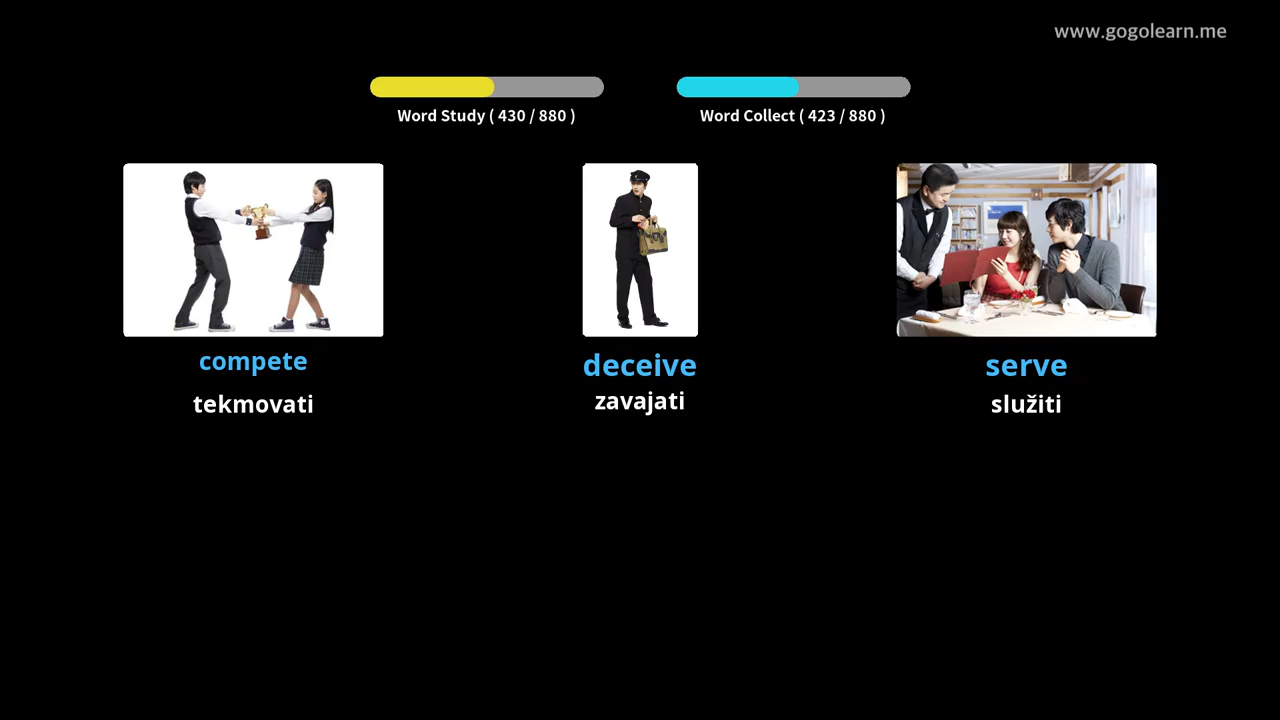 www.gogolearn.me
Word Study ( 430 / 880 )
Word Collect ( 423 / 880 )
compete
tekmovati
deceive
zavajati
serve
služiti